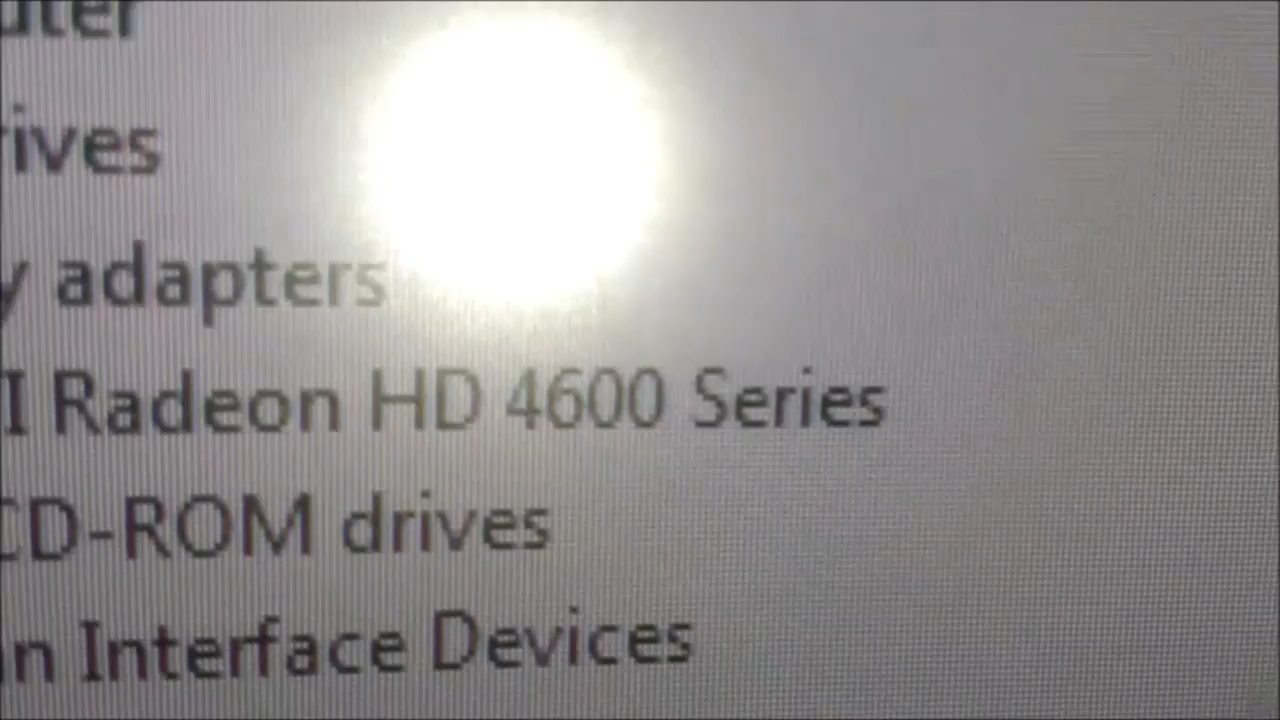 uter
rives
y adapters
I Radeon HD 4600 Series
CD-ROM drives
an Interface Devices